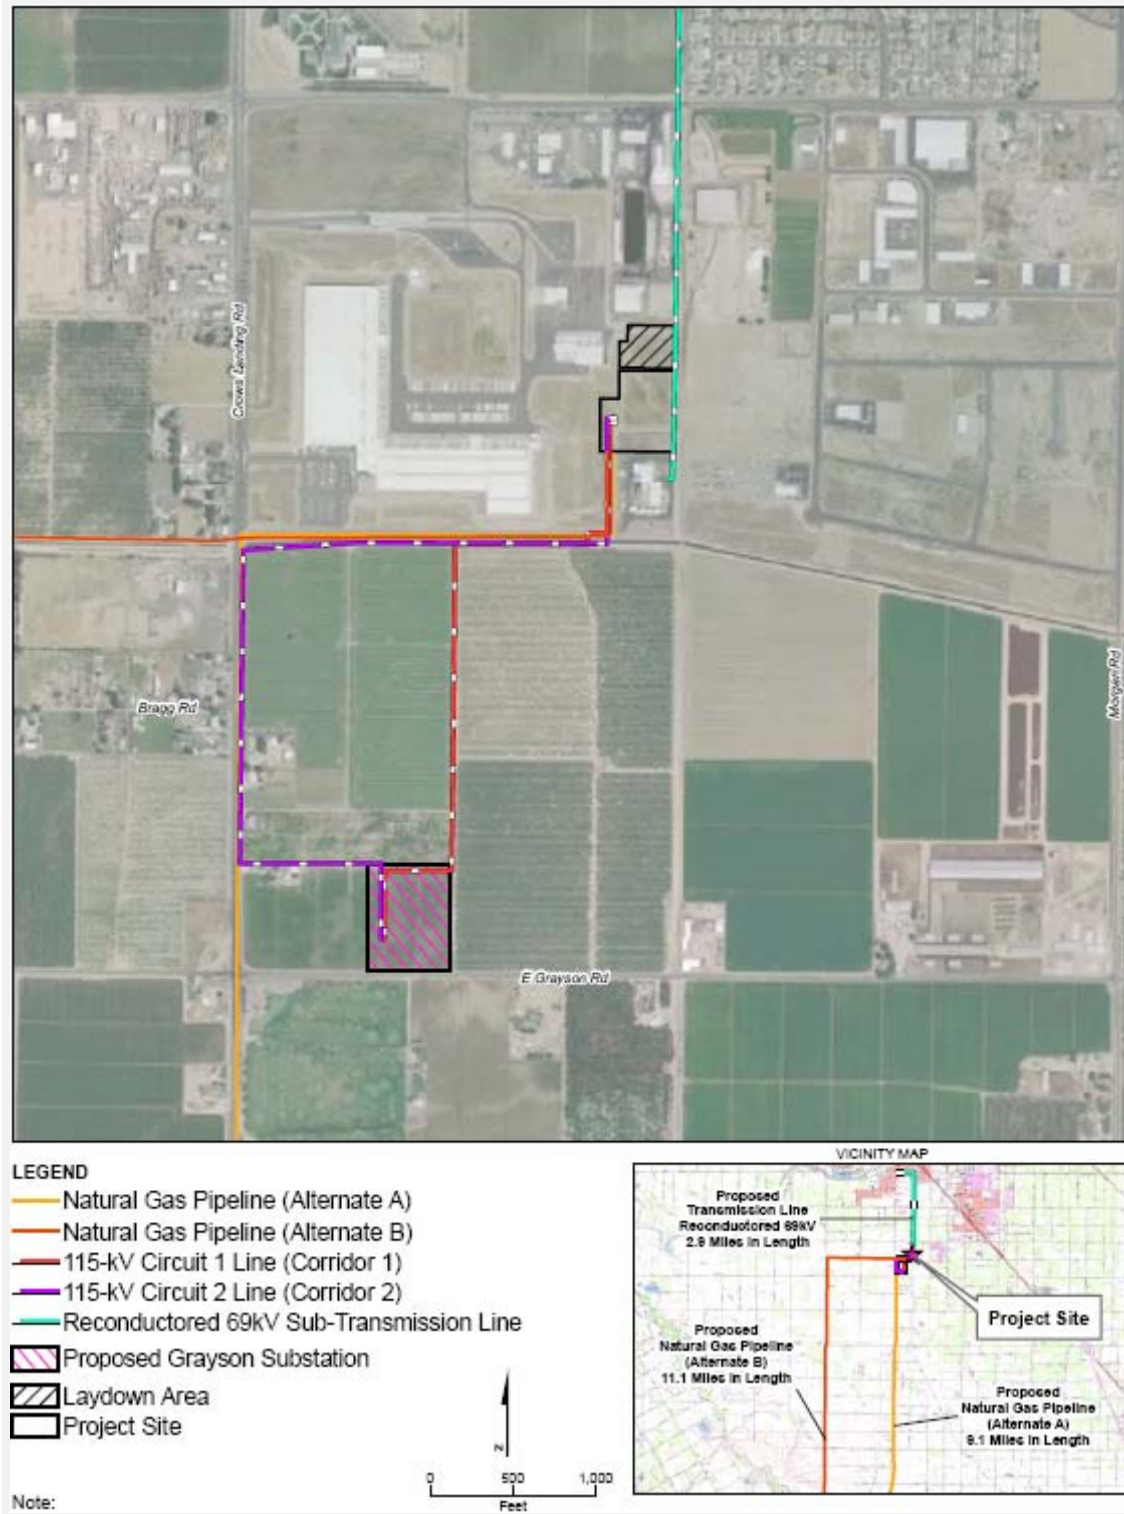 Crows Landing Rd
Bragg Rd
Morgan Rd
E Grayson Rd
LEGEND
Natural Gas Pipeline (Alternate A)
Natural Gas Pipeline (Alternate B)
115-kV Circuit 1 Line (Corridor 1)
115-kV Circuit 2 Line (Corridor 2)
Reconductored 69kV Sub-Transmission Line
Proposed Grayson Substation
Laydown Area
Project Site
Note:
N
0 500 1,000
Feet
VICINITY MAP
Proposed
Transmission Line
Reconductored 69kV
2.9 Miles in Length
Project Site
Proposed
Natural Gas Pipeline
(Alternate B)
11.1 Miles in Length
Proposed
Natural Gas Pipeline
(Alternate A)
9.1 Miles in Length